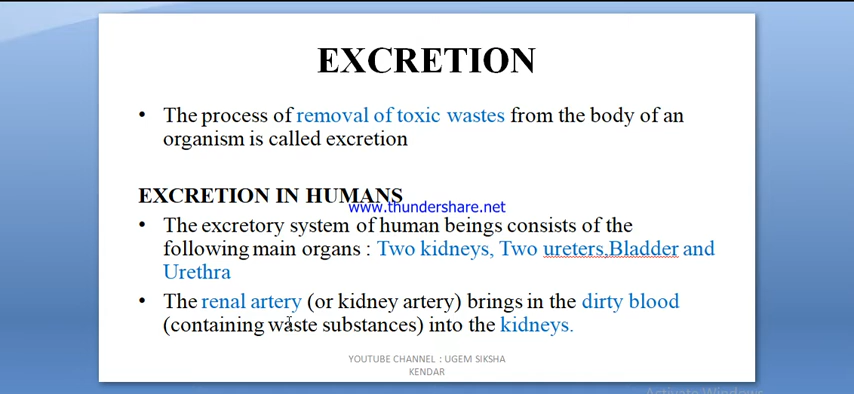 EXCRETION
• The process of removal of toxic wastes from the body of an
organism is called excretion
EXCRETION IN HUMANS
www.thundershare.net
• The excretory system of human beings consists of the
following main organs : Two kidneys, Two ureters,Bladder and
Urethra
• The renal artery (or kidney artery) brings in the dirty blood
(containing waste substances) into the kidneys.
YOUTUBE CHANNEL : UGEM SIKSHA
KENDAR
Activate Windows